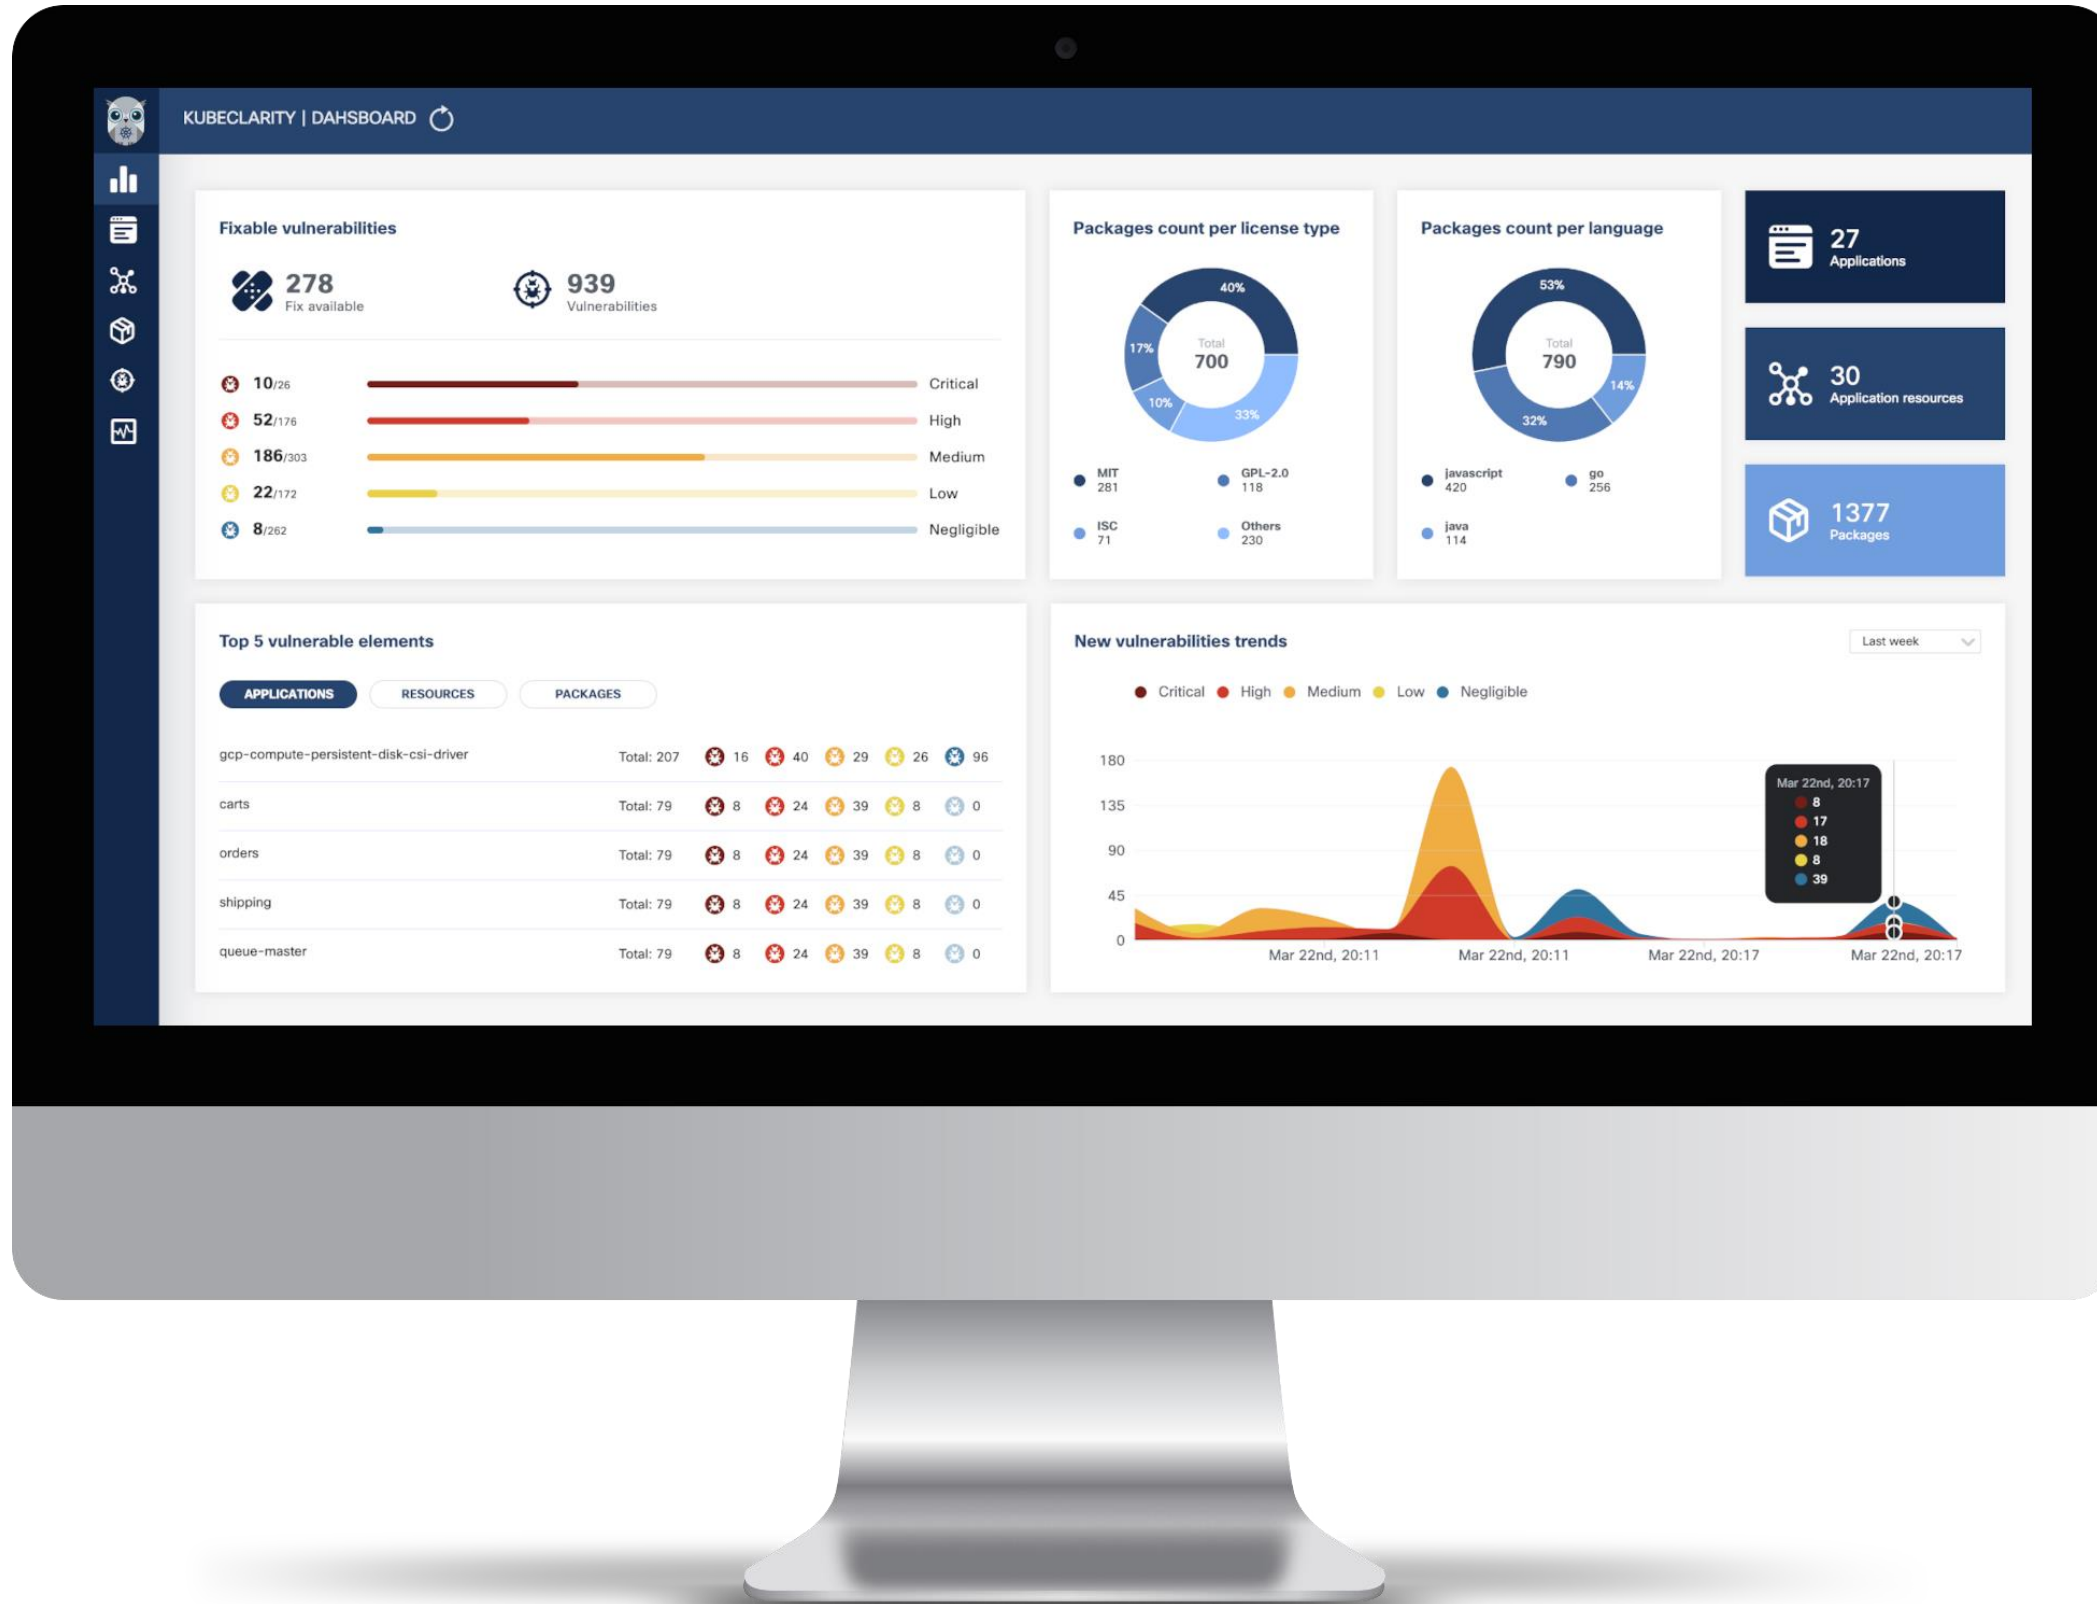 KUBECLARITY | DAHSBOARD
Fixable vulnerabilities
278
Fix available
939
Vulnerabilities
10/26 Critical
52/176 High
186/303 Medium
22/172 Low
8/262 Negligible
Packages count per license type
40%
17%
10%
33%
Total
700
MIT
281
GPL-2.0
118
ISC
71
Others
230
Packages count per language
53%
14%
32%
Total
790
javascript
420
go
256
java
114
27
Applications
30
Application resources
1377
Packages
Top 5 vulnerable elements
APPLICATIONS RESOURCES PACKAGES
gcp-compute-persistent-disk-csi-driver Total: 207 16 40 29 26 96
carts Total: 79 8 24 39 8 0
orders Total: 79 8 24 39 8 0
shipping Total: 79 8 24 39 8 0
queue-master Total: 79 8 24 39 8 0
New vulnerabilities trends
Last week
Critical High Medium Low Negligible
180
135
90
45
0
Mar 22nd, 20:17
8
17
18
8
39
Mar 22nd, 20:11 Mar 22nd, 20:11 Mar 22nd, 20:17 Mar 22nd, 20:17